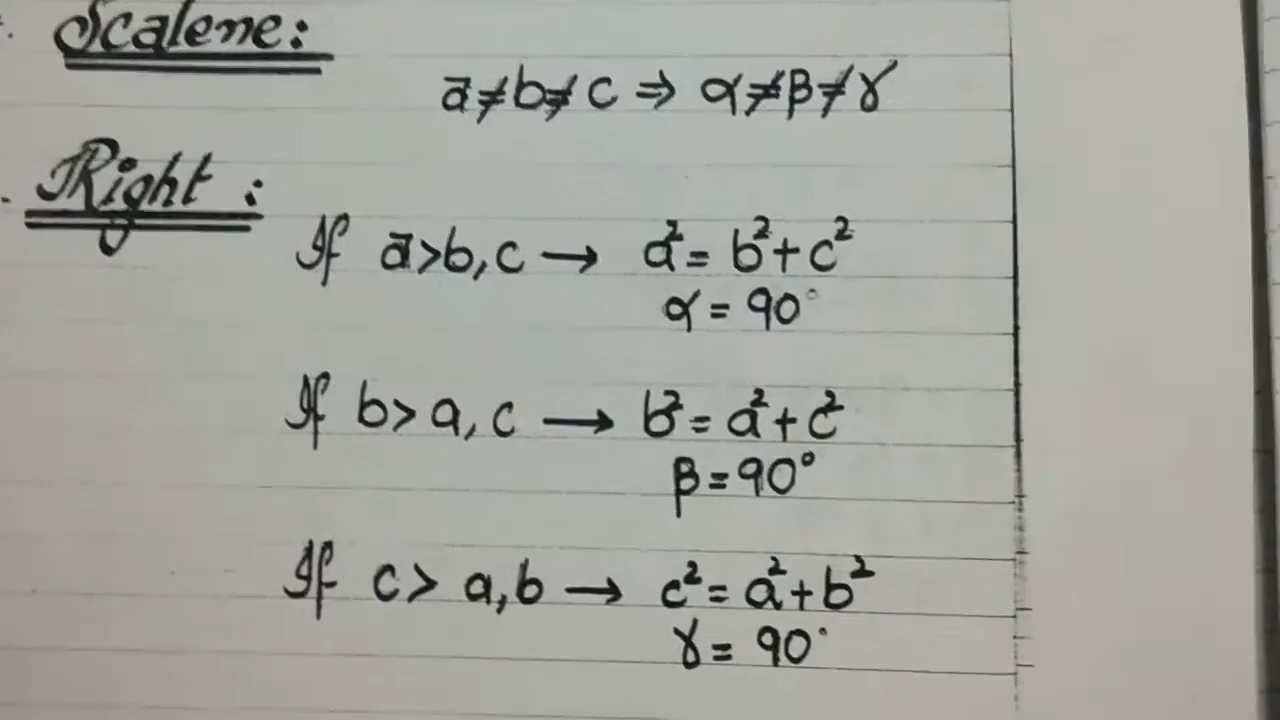 Scalene:
a≠b≠c ⇒ α≠β≠γ
Right :
If a>b,c → a²= b²+c²
α = 90°
If b> a, c → b²= a²+c²
β=90°
If c> a,b → c²= a²+b²
γ= 90°